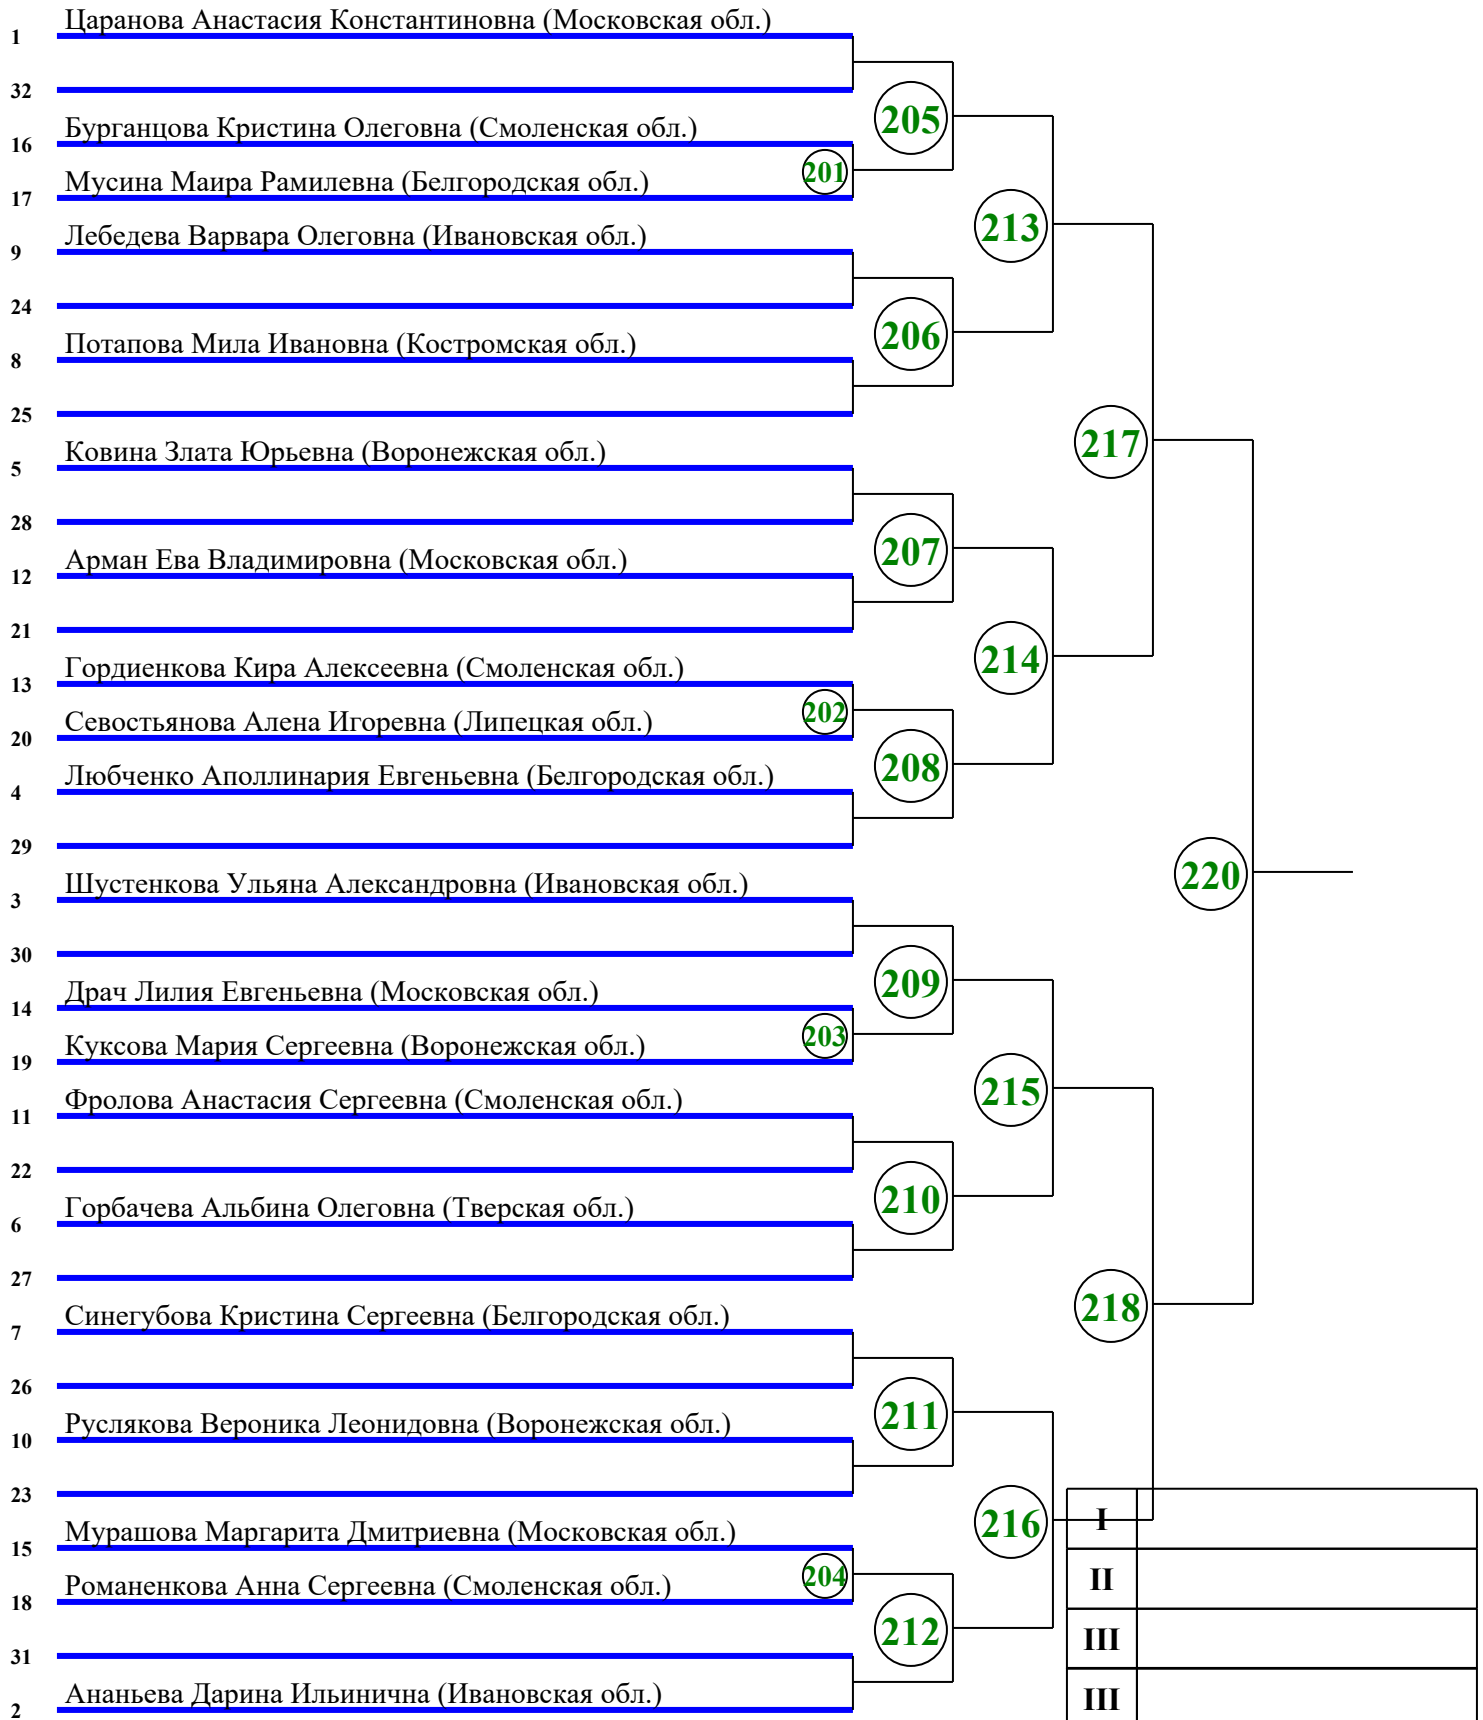 1 Царанова Анастасия Константиновна (Московская обл.)
32
16 Бурганцова Кристина Олеговна (Смоленская обл.)
17 Мусина Маира Рамилевна (Белгородская обл.)
201
205
9 Лебедева Варвара Олеговна (Ивановская обл.)
24
8 Потапова Мила Ивановна (Костромская обл.)
25
206
213
5 Ковина Злата Юрьевна (Воронежская обл.)
28
12 Арман Ева Владимировна (Московская обл.)
21
207
217
13 Гордиенкова Кира Алексеевна (Смоленская обл.)
20 Севостьянова Алена Игоревна (Липецкая обл.)
202
4 Любченко Аполлинария Евгеньевна (Белгородская обл.)
29
208
214
220
3 Шустенкова Ульяна Александровна (Ивановская обл.)
30
14 Драч Лилия Евгеньевна (Московская обл.)
19 Куксова Мария Сергеевна (Воронежская обл.)
203
209
11 Фролова Анастасия Сергеевна (Смоленская обл.)
22
6 Горбачева Альбина Олеговна (Тверская обл.)
27
210
215
7 Синегубова Кристина Сергеевна (Белгородская обл.)
26
10 Руслякова Вероника Леонидовна (Воронежская обл.)
23
211
218
15 Мурашова Маргарита Дмитриевна (Московская обл.)
18 Романенкова Анна Сергеевна (Смоленская обл.)
204
31
2 Ананьева Дарина Ильинична (Ивановская обл.)
212
216
I
II
III
III